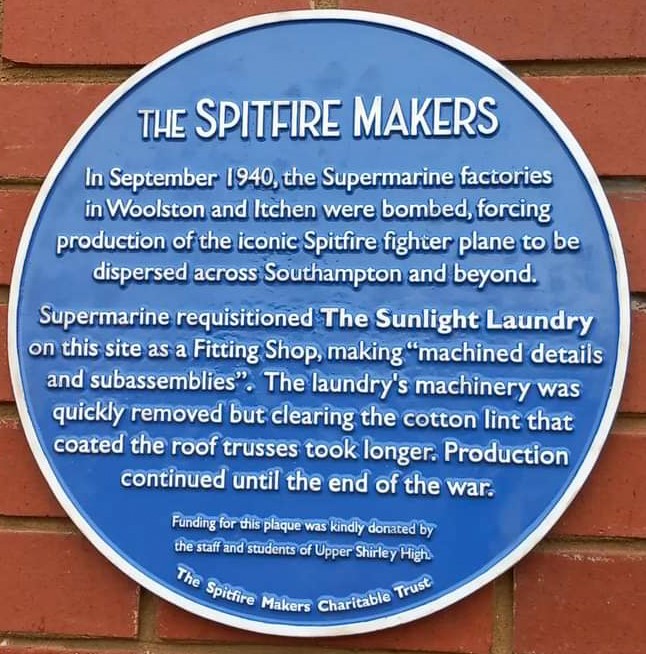 THE SPITFIRE MAKERS
In September 1940, the Supermarine factories
in Woolston and Itchen were bombed, forcing
production of the iconic Spitfire fighter plane to be
dispersed across Southampton and beyond.
Supermarine requisitioned The Sunlight Laundry
on this site as a Fitting Shop, making “machined details
and subassemblies”. The laundry's machinery was
quickly removed but clearing the cotton lint that
coated the roof trusses took longer. Production
continued until the end of the war.
Funding for this plaque was kindly donated by
the staff and students of Upper Shirley High.
The Spitfire Makers Charitable Trust